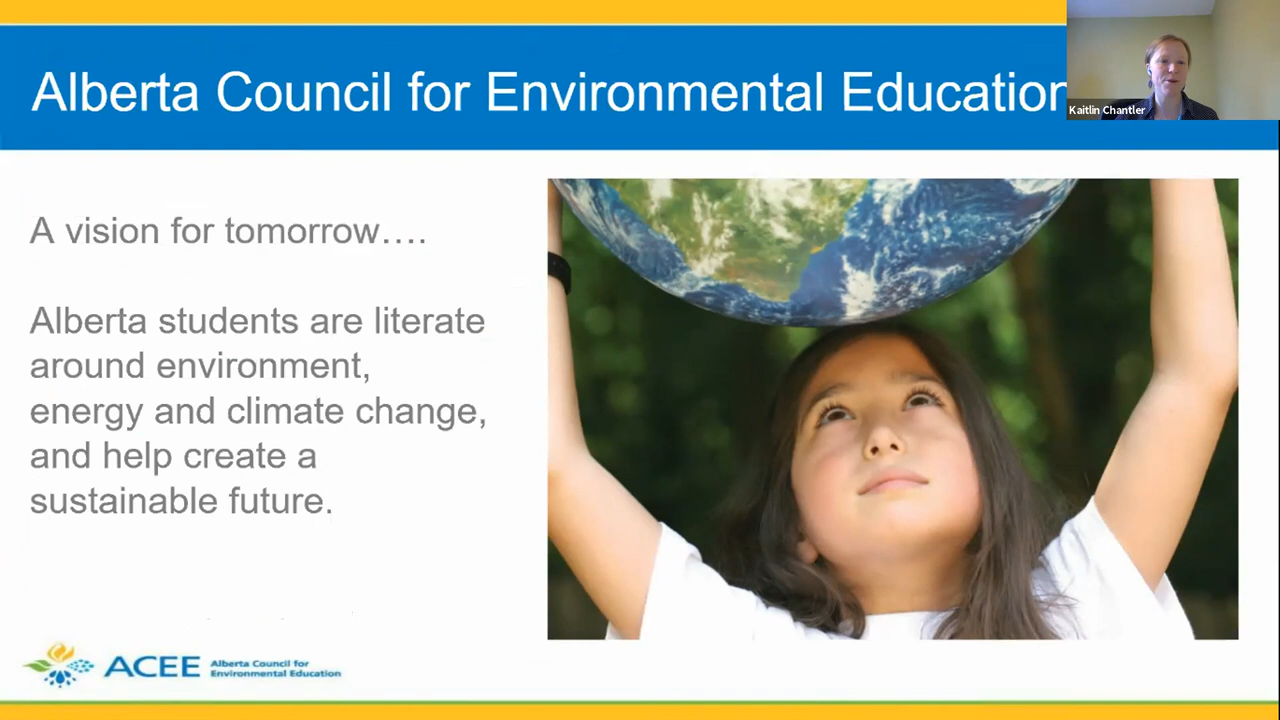 Alberta Council for Environmental Education
Kaitlin Chantler
A vision for tomorrow….
Alberta students are literate
around environment,
energy and climate change,
and help create a
sustainable future.
ACEE
Alberta Council for
Environmental Education